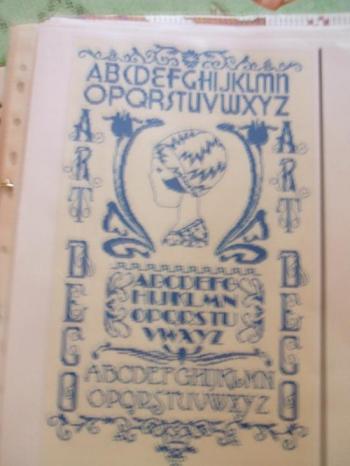 ABCDEFGHIJKLMN
OPQRSTUVWXYZ
ART DECO
ART DECO
ABCDEFG
HIJKLMN
OPQRSTU
VWXYZ
ABCDEFGHIJKLMN
OPQRSTUVWXYZ